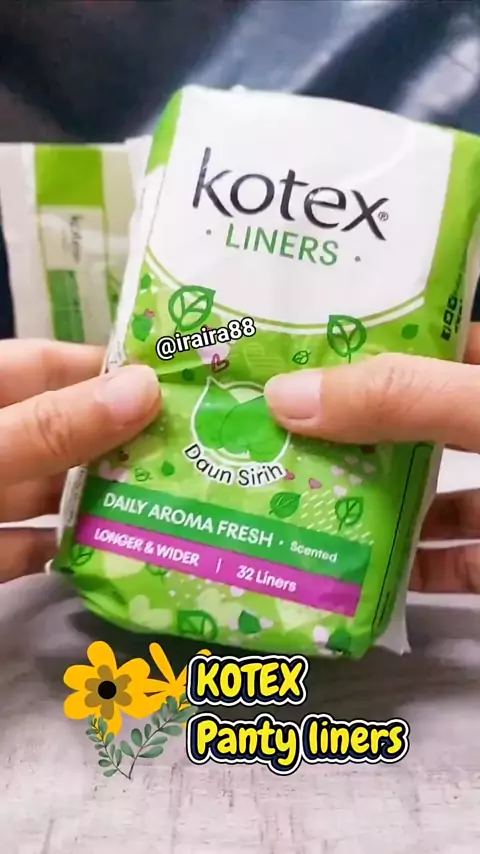 kotex®
· LINERS ·
@iraira88
Daun Sirih
DAILY AROMA FRESH · Scented
LONGER & WIDER | 32 Liners
KOTEX
Panty liners